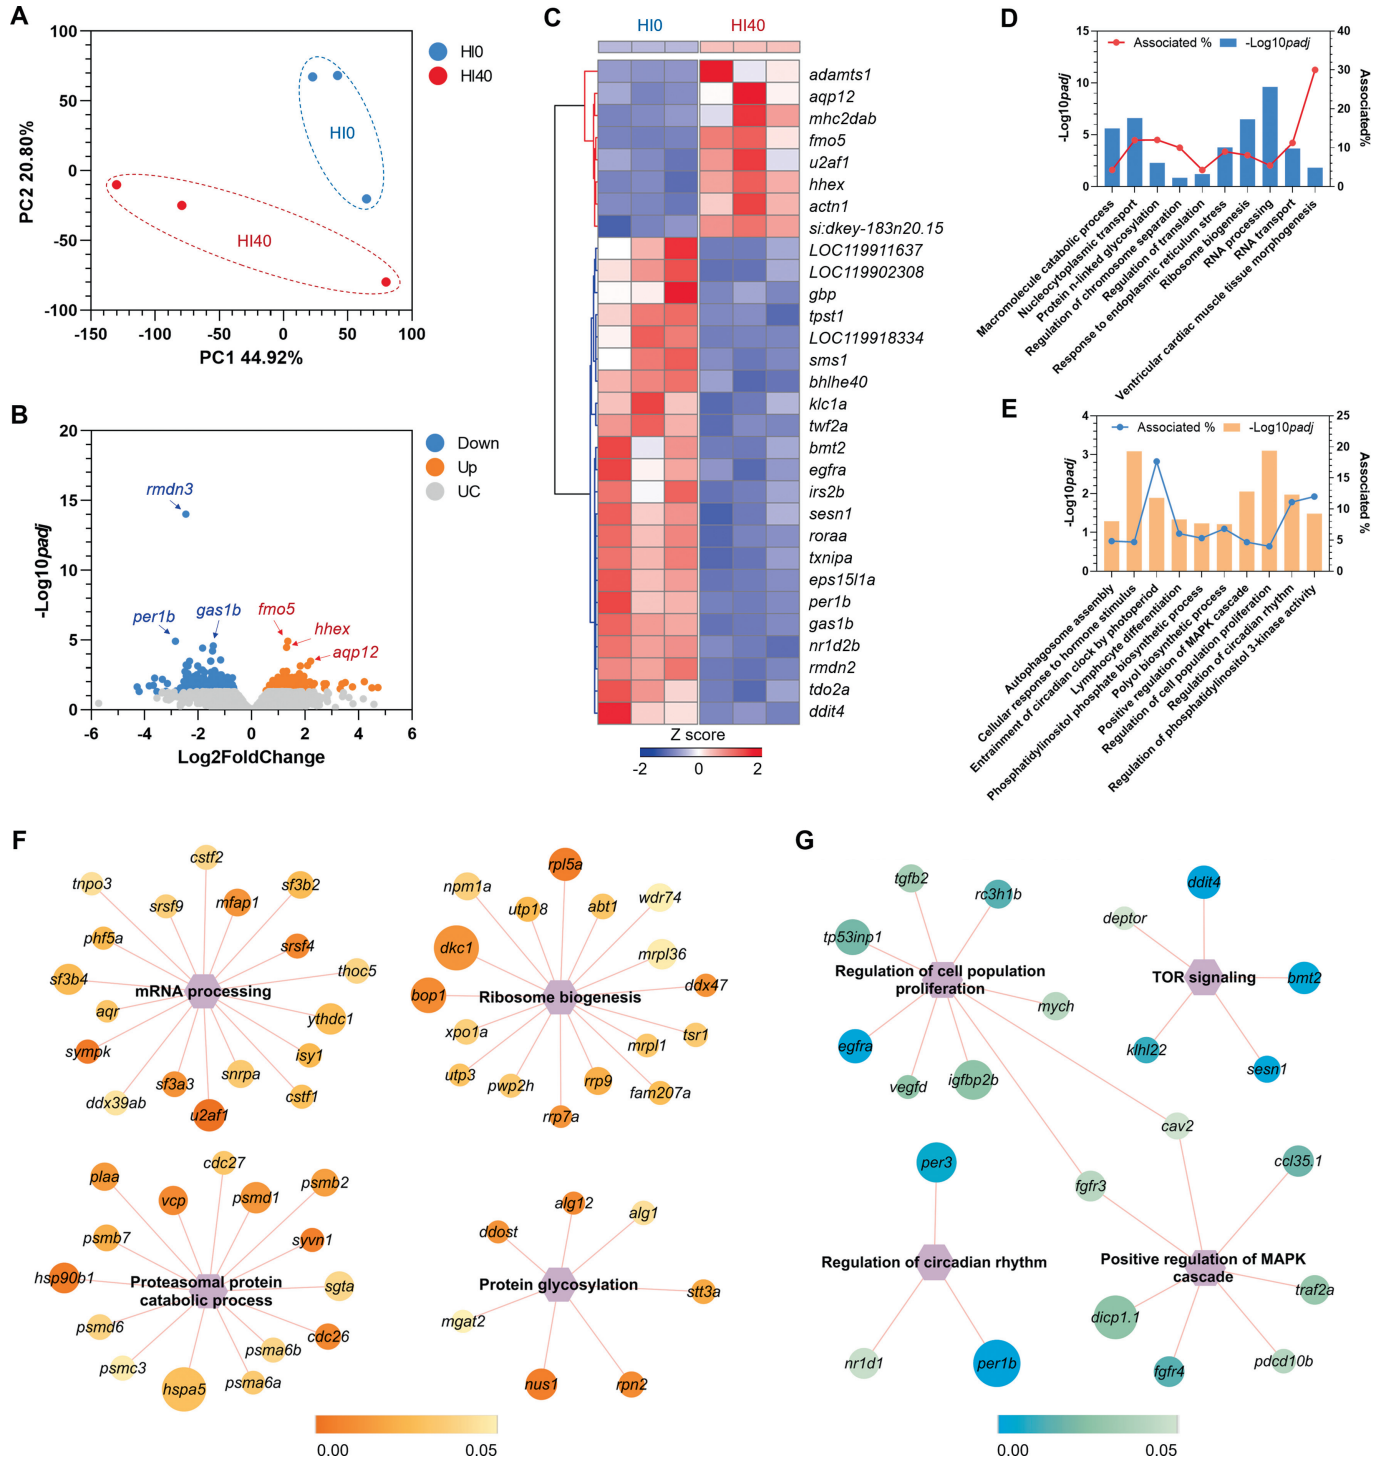 A
100
50
0
-50
-100
-150
-100
-50
0
50
100
PC2 20.80%
PC1 44.92%
HI0
HI40
HI0
HI40
B
20
15
10
5
0
-6
-4
-2
0
2
4
6
-Log10padj
Log2FoldChange
rmdn3
per1b
gas1b
fmo5
hhex
aqp12
Down
Up
UC
C
HI0
HI40
adamts1
aqp12
mhc2dab
fmo5
u2af1
hhex
actn1
si:dkey-183n20.15
LOC119911637
LOC119902308
gbp
tpst1
LOC119918334
sms1
bhlhe40
klc1a
twf2a
bmt2
egfra
irs2b
sesn1
roraa
txnipa
eps15l1a
per1b
gas1b
nr1d2b
rmdn2
tdo2a
ddit4
Z score
-2
0
2
D
15
10
5
0
-Log10padj
Associated %
-Log10padj
40
30
20
10
0
Associated%
Macromolecule catabolic process
Nucleocytoplasmic transport
Protein n-linked glycosylation
Regulation of chromosome separation
Regulation of translation
Response to endoplasmic reticulum stress
Ribosome biogenesis
RNA processing
RNA transport
Ventricular cardiac muscle tissue morphogenesis
E
4
3
2
1
0
-Log10padj
Associated %
-Log10padj
25
20
15
10
5
0
Associated %
Autophagosome assembly
Cellular response to hormone stimulus
Entrainment of circadian clock by photoperiod
Lymphocyte differentiation
Phosphatidylinositol phosphate biosynthetic process
Polyol biosynthetic process
Positive regulation of MAPK cascade
Regulation of cell population proliferation
Regulation of circadian rhythm
Regulation of phosphatidylinositol 3-kinase activity
F
cstf2
tnpo3
sf3b2
srsf9
mfap1
phf5a
srsf4
sf3b4
thoc5
mRNA processing
aqr
ythdc1
sympk
isy1
sf3a3
snrpa
ddx39ab
cstf1
u2af1
rpl5a
npm1a
utp18
abt1
wdr74
dkc1
mrpl36
bop1
ddx47
Ribosome biogenesis
xpo1a
tsr1
mrpl1
utp3
pwp2h
rrp9
fam207a
rrp7a
cdc27
plaa
vcp
psmd1
psmb2
psmb7
syvn1
hsp90b1
sgta
Proteasomal protein
catabolic process
psmd6
cdc26
psma6b
psmc3
psma6a
hspa5
alg12
alg1
ddost
Protein glycosylation
stt3a
mgat2
nus1
rpn2
0.00
0.05
G
tgfb2
rc3h1b
tp53inp1
Regulation of cell population
proliferation
mych
egfra
vegfd
igfbp2b
cav2
fgfr3
ddit4
deptor
TOR signaling
bmt2
klhl22
sesn1
per3
Regulation of circadian rhythm
nr1d1
per1b
ccl35.1
Positive regulation of MAPK
cascade
traf2a
dicp1.1
fgfr4
pdcd10b
0.00
0.05